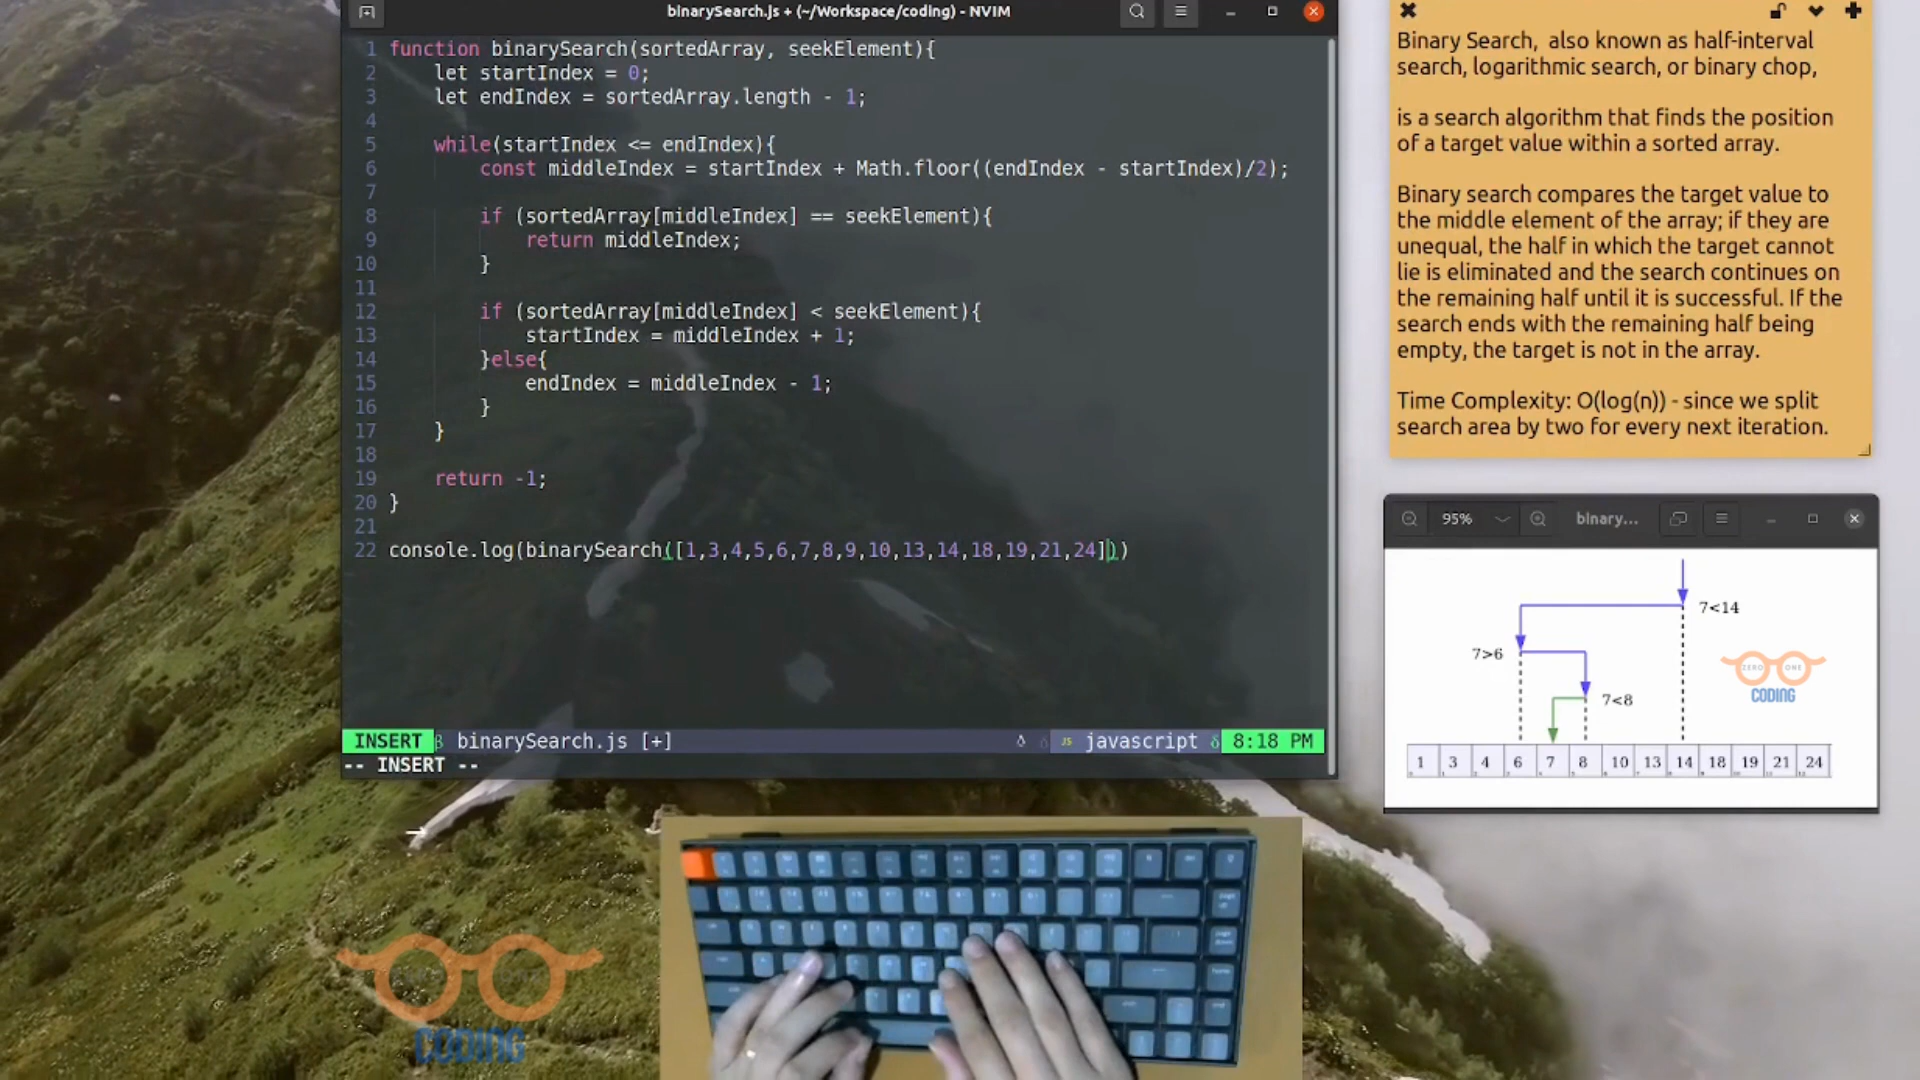 binarySearch.js + (~/Workspace/coding) - NVIM
1 function binarySearch(sortedArray, seekElement){
2 let startIndex = 0;
3 let endIndex = sortedArray.length - 1;
4
5 while(startIndex <= endIndex){
6 const middleIndex = startIndex + Math.floor((endIndex - startIndex)/2);
7
8 if (sortedArray[middleIndex] == seekElement){
9 return middleIndex;
10 }
11
12 if (sortedArray[middleIndex] < seekElement){
13 startIndex = middleIndex + 1;
14 }else{
15 endIndex = middleIndex - 1;
16 }
17 }
18
19 return -1;
20 }
21
22 console.log(binarySearch([1,3,4,5,6,7,8,9,10,13,14,18,19,21,24]))
INSERT β binarySearch.js [+] JS javascript δ 8:18 PM
-- INSERT --
Binary Search, also known as half-interval
search, logarithmic search, or binary chop,
is a search algorithm that finds the position
of a target value within a sorted array.
Binary search compares the target value to
the middle element of the array; if they are
unequal, the half in which the target cannot
lie is eliminated and the search continues on
the remaining half until it is successful. If the
search ends with the remaining half being
empty, the target is not in the array.
Time Complexity: O(log(n)) - since we split
search area by two for every next iteration.
95% binary...
7<14
7>6
7<8
ZERO ONE
CODING
1 3 4 6 7 8 10 13 14 18 19 21 24
CODING